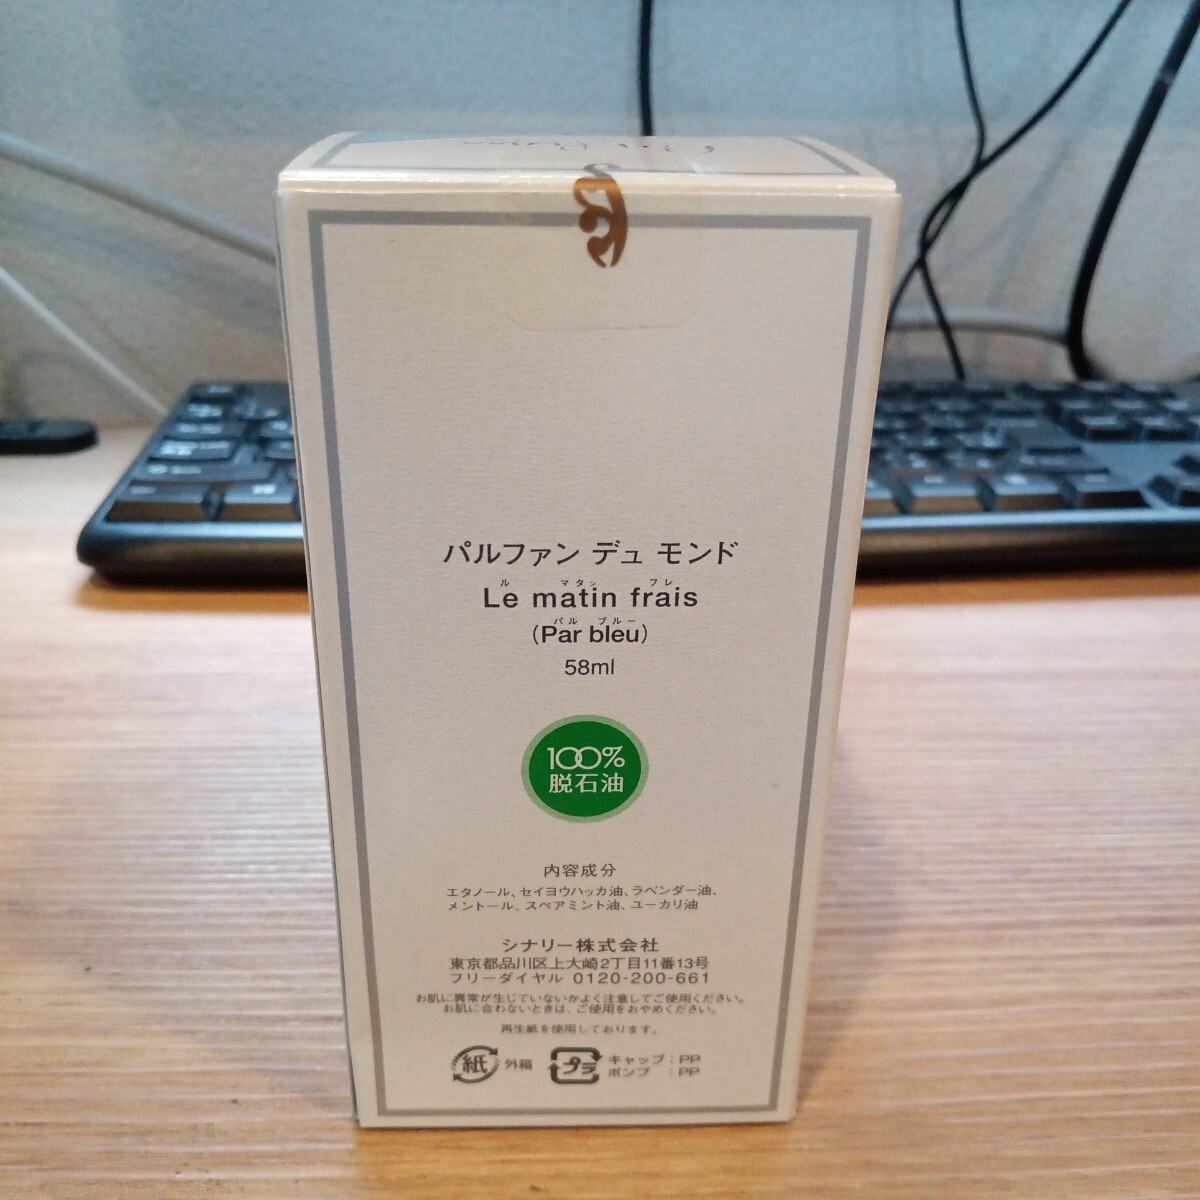 パルファン デュ モンド
ル マタン フレ
Le matin frais
パル ブルー
(Par bleu)
58ml
100%
脱石油
内容成分
エタノール、セイヨウハッカ油、ラベンダー油、
メントール、スペアミント油、ユーカリ油
シナリー株式会社
東京都品川区上大崎2丁目11番13号
フリーダイヤル 0120-200-661
お肌に異常が生じていないかよく注意してご使用ください。
お肌に合わないときは、ご使用をおやめください。
再生紙を使用しております。
紙 外箱 プラ キャップ：PP
ポンプ ：PP